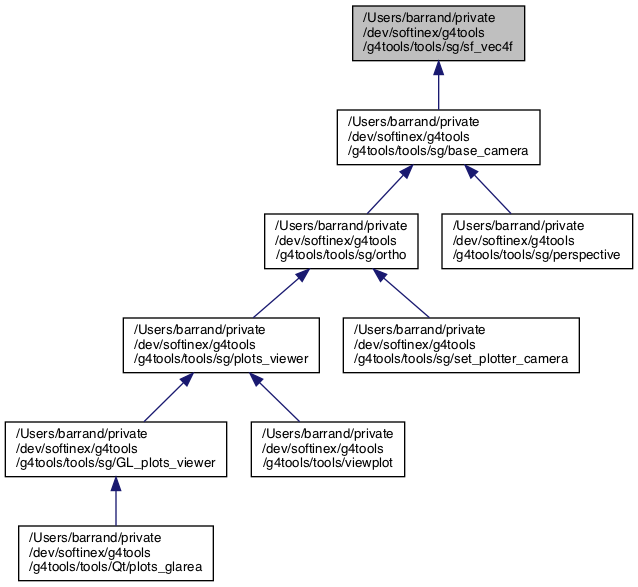 /Users/barrand/private
/dev/softinex/g4tools
/g4tools/tools/sg/sf_vec4f
/Users/barrand/private
/dev/softinex/g4tools
/g4tools/tools/sg/base_camera
/Users/barrand/private
/dev/softinex/g4tools
/g4tools/tools/sg/ortho
/Users/barrand/private
/dev/softinex/g4tools
/g4tools/tools/sg/perspective
/Users/barrand/private
/dev/softinex/g4tools
/g4tools/tools/sg/plots_viewer
/Users/barrand/private
/dev/softinex/g4tools
/g4tools/tools/sg/set_plotter_camera
/Users/barrand/private
/dev/softinex/g4tools
/g4tools/tools/sg/GL_plots_viewer
/Users/barrand/private
/dev/softinex/g4tools
/g4tools/tools/viewplot
/Users/barrand/private
/dev/softinex/g4tools
/g4tools/tools/Qt/plots_glarea